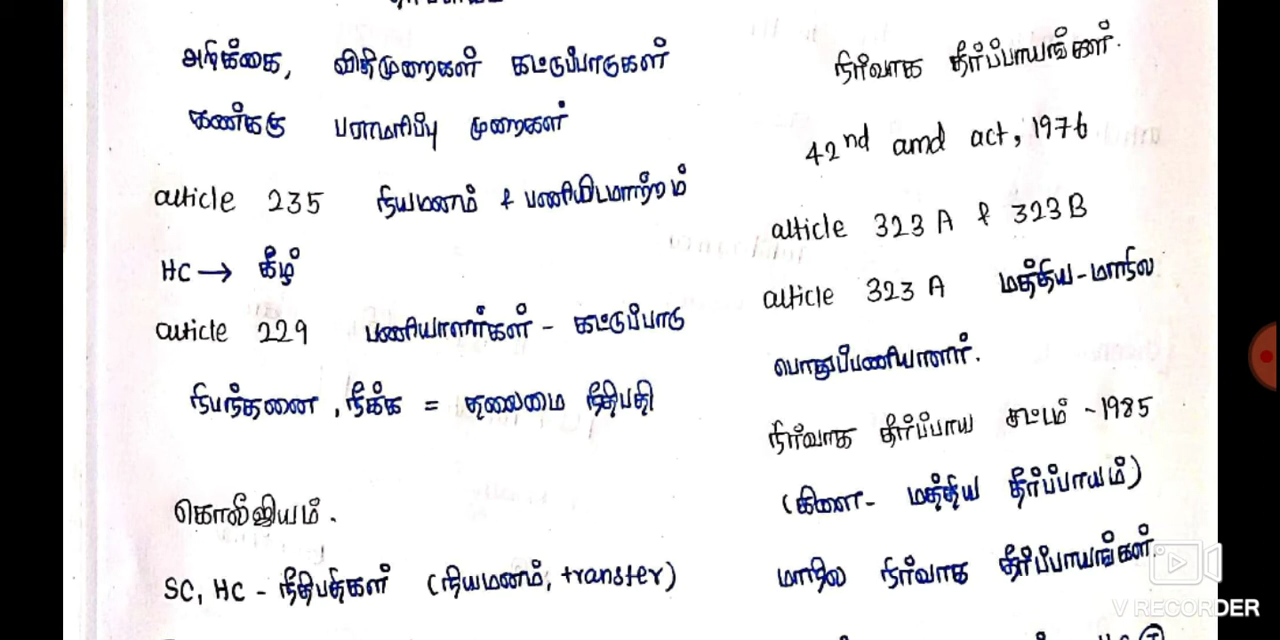 அறிக்கை, விதிமுறைகள் கட்டுப்பாடுகள்
கணக்கு பராமரிப்பு முறைகள்
article 235 நியமனம் & பணியிடமாற்றம்
HC → கீழ்
article 229 பணியாளர்கள் - கட்டுப்பாடு
நிபந்தனை, நீக்க = தலைமை நீதிபதி
கொலீஜியம்.
SC, HC - நீதிபதிகள் (நியமனம், transfer)
நிர்வாக தீர்ப்பாயங்கள்.
42nd amd act, 1976
article 323 A & 323 B
article 323 A மத்திய-மாநில
பொதுப்பணியாளர்.
நிர்வாக தீர்ப்பாய சட்டம் - 1985
(கிளை - மத்திய தீர்ப்பாயம்)
மாநில நிர்வாக தீர்ப்பாயங்கள்.
V RECORDER